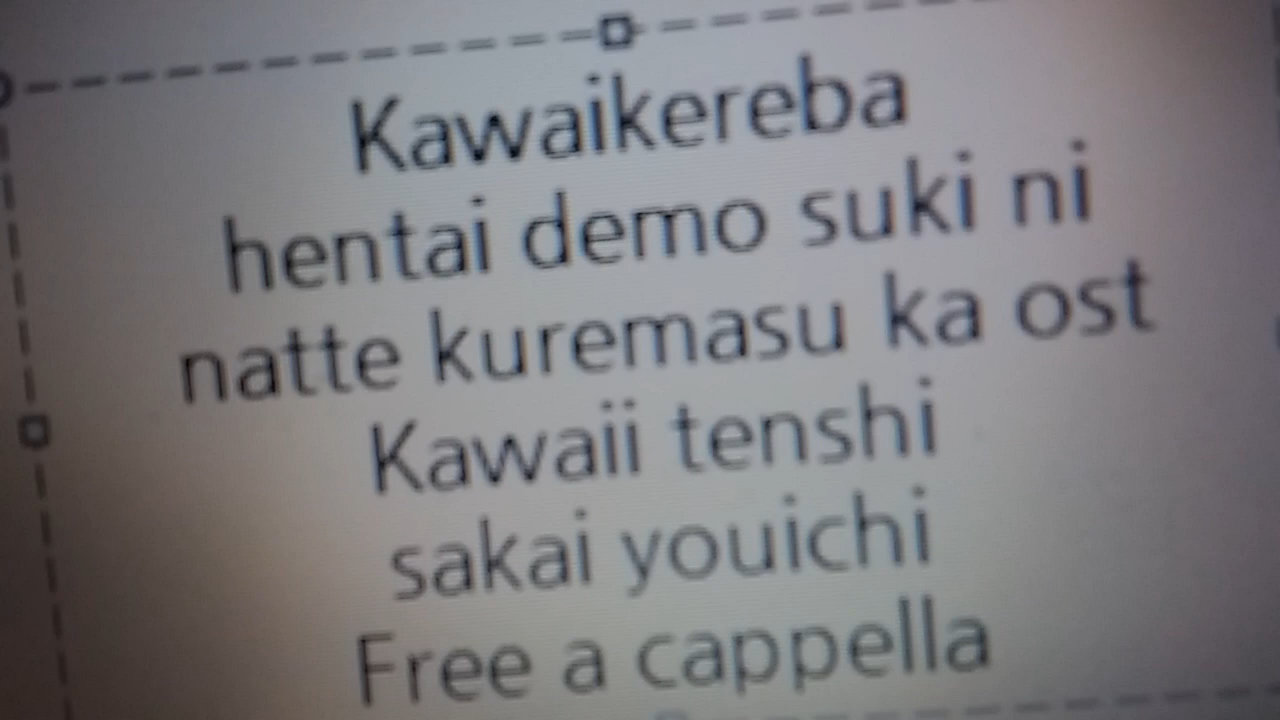 Kawaikereba
hentai demo suki ni
natte kuremasu ka ost
Kawaii tenshi
sakai youichi
Free a cappella